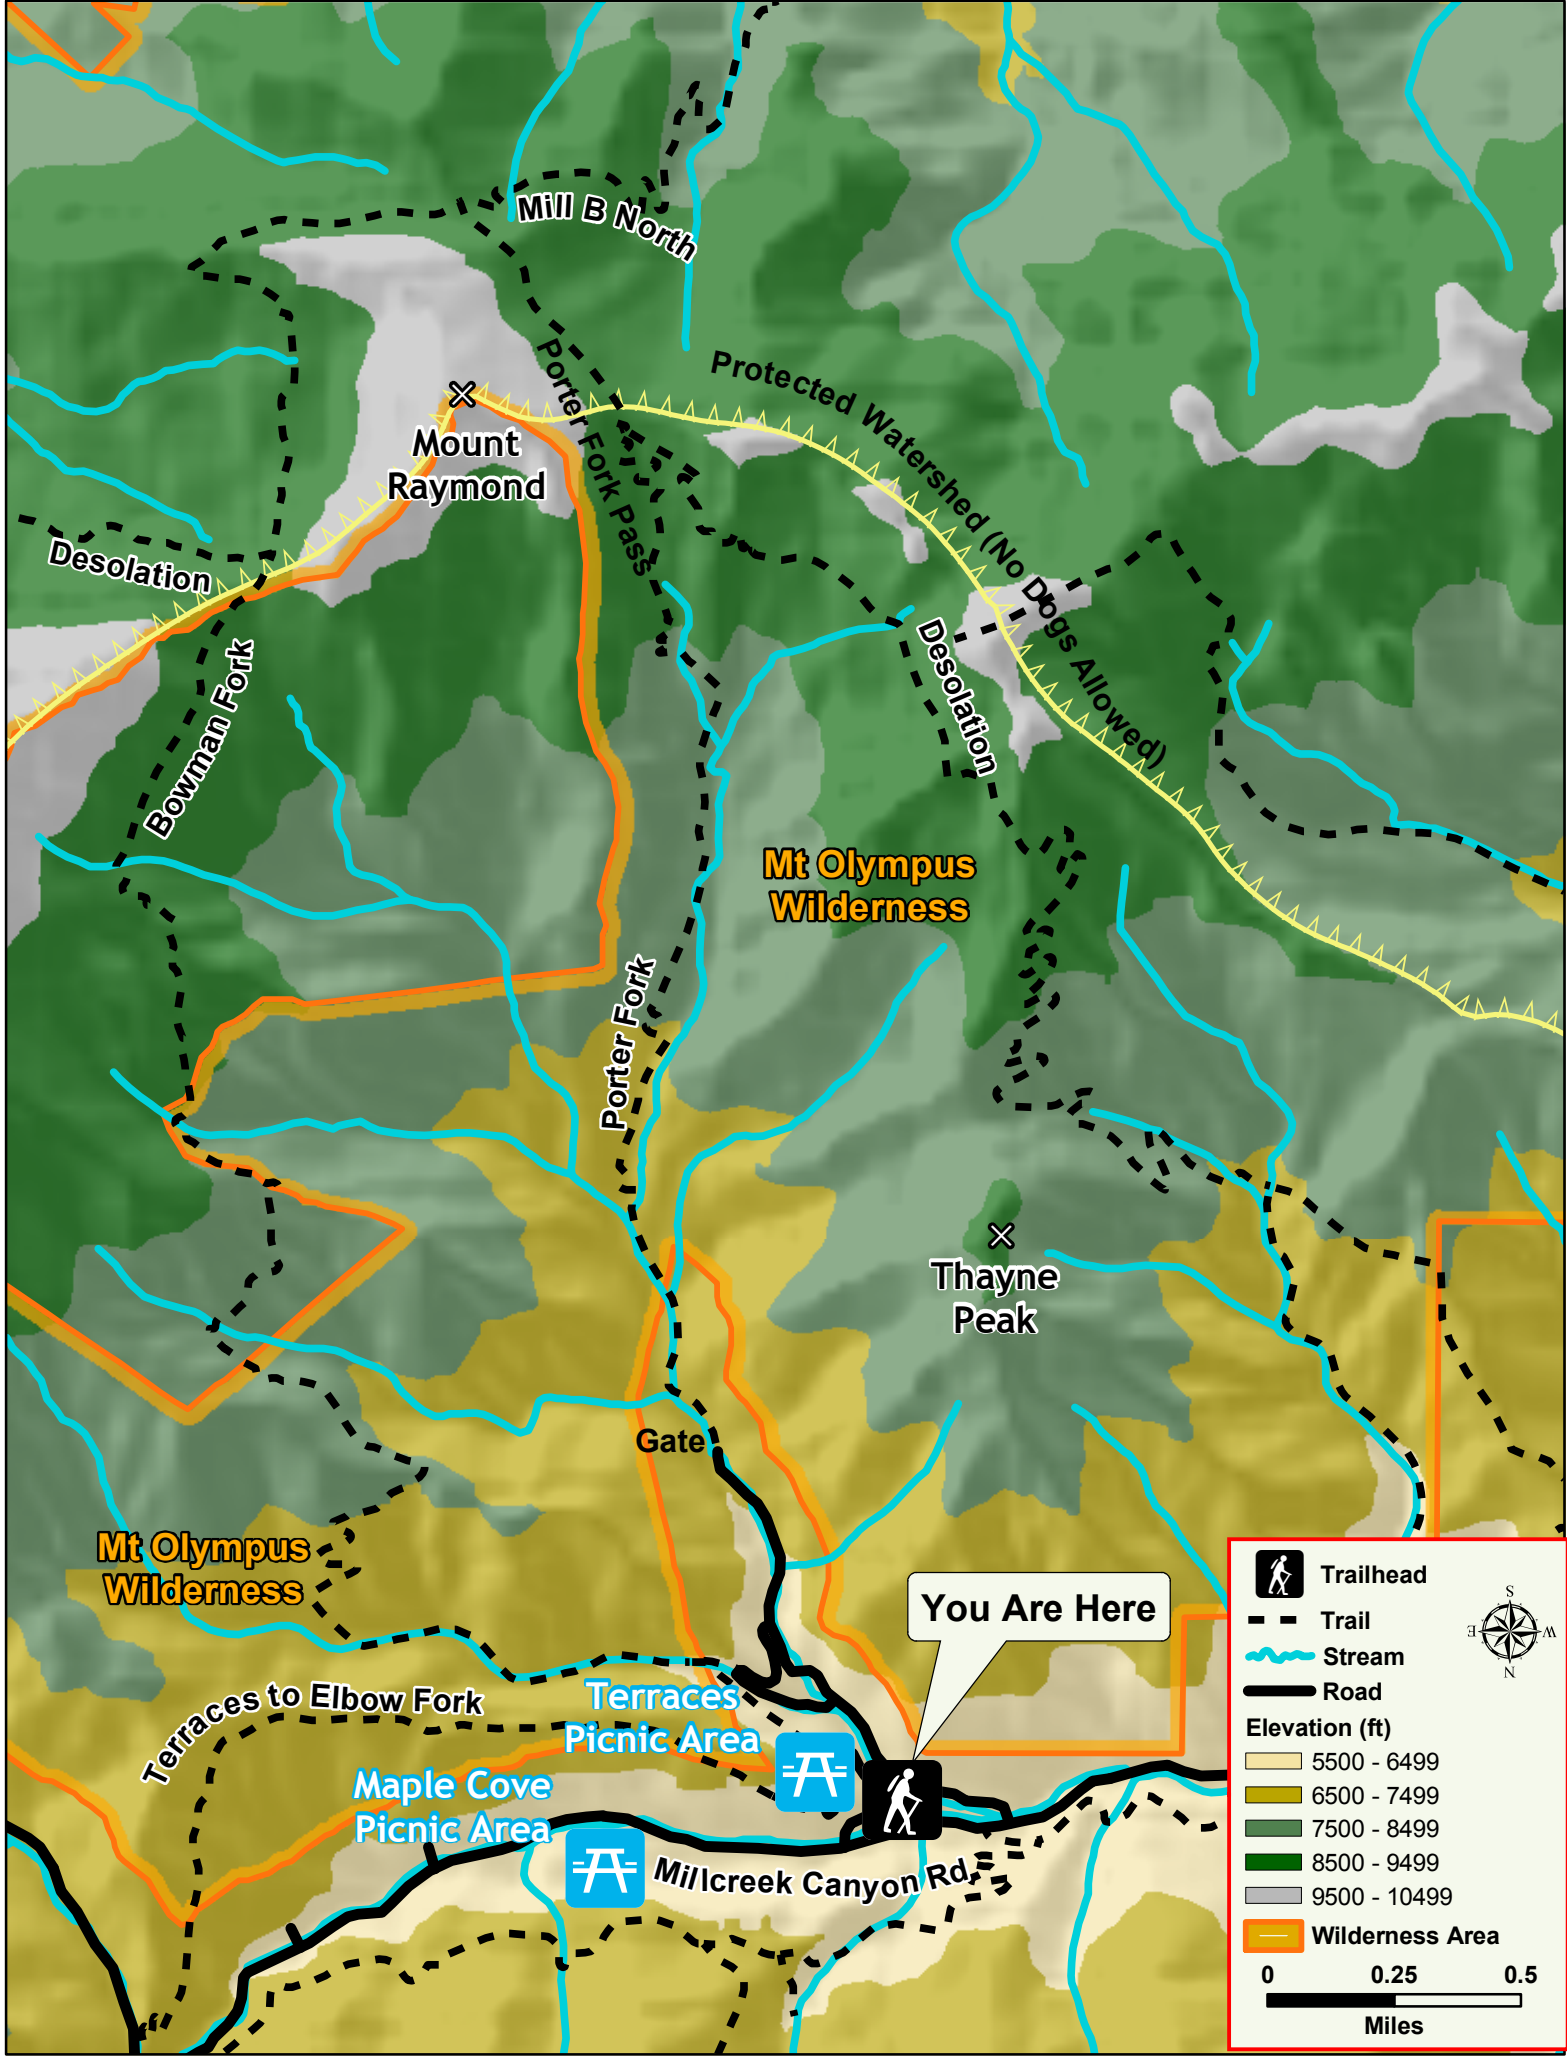 Mill B North
Porter Fork Pass
Protected Watershed (No Dogs Allowed)
Mount
Raymond
Desolation
Bowman Fork
Desolation
Mt Olympus
Wilderness
Porter Fork
Thayne
Peak
Gate
Mt Olympus
Wilderness
You Are Here
Terraces to Elbow Fork
Terraces
Picnic Area
Maple Cove
Picnic Area
Millcreek Canyon Rd
Trailhead
Trail
Stream
Road
S
E
W
N
Elevation (ft)
5500 - 6499
6500 - 7499
7500 - 8499
8500 - 9499
9500 - 10499
Wilderness Area
0 0.25 0.5
Miles